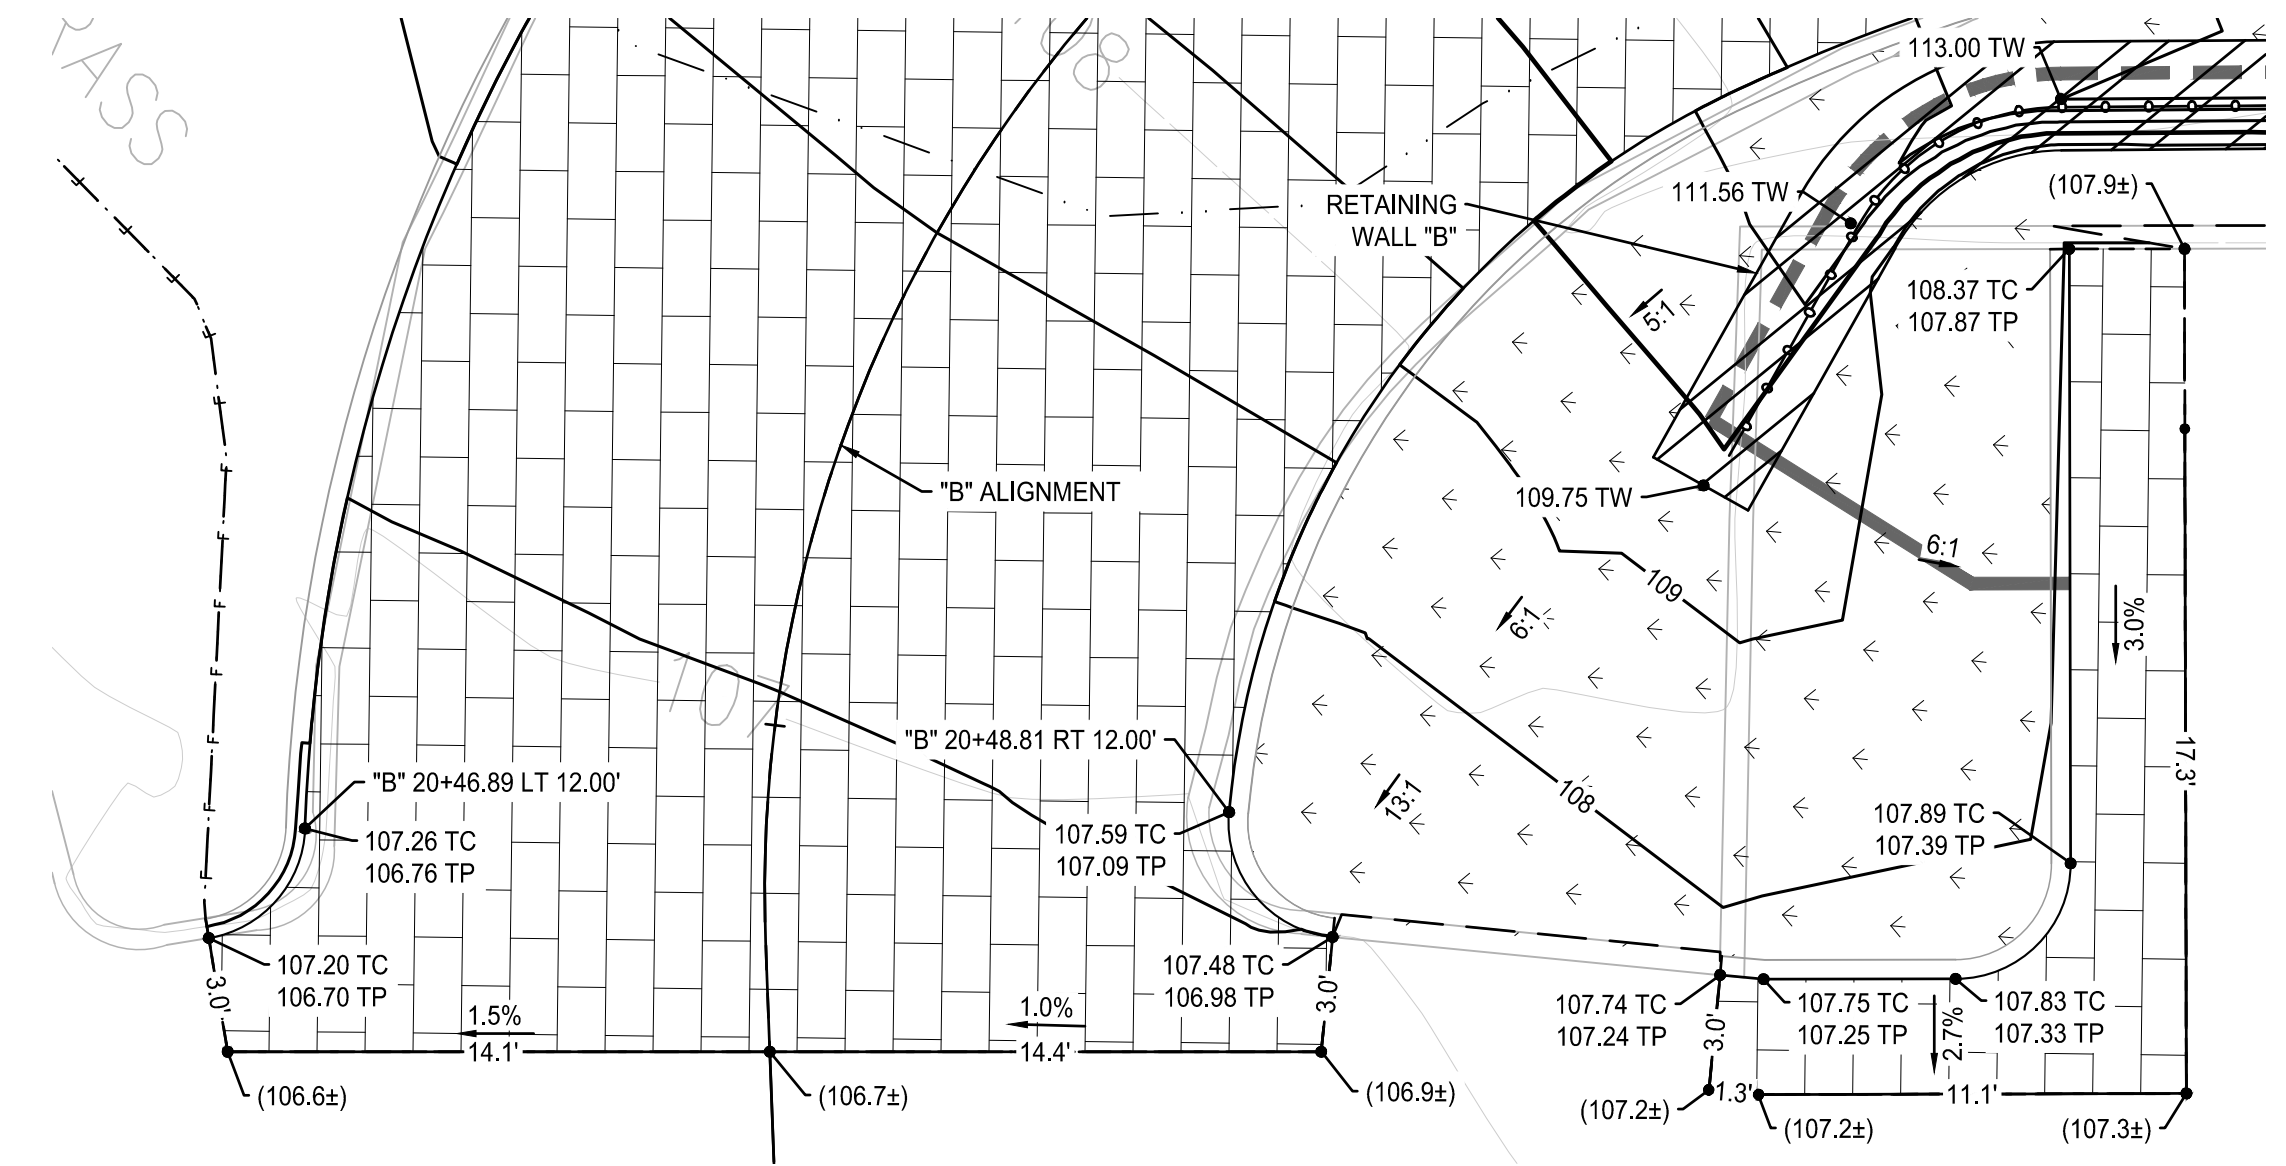 RASS
08
113.00 TW
111.56 TW
(107.9±)
RETAINING
WALL "B"
108.37 TC
107.87 TP
5:1
"B" ALIGNMENT
109.75 TW
6:1
109
6:1
3.0%
107
"B" 20+48.81 RT 12.00'
"B" 20+46.89 LT 12.00'
17.3'
13:1
108
107.26 TC
106.76 TP
107.59 TC
107.09 TP
107.89 TC
107.39 TP
107.20 TC
106.70 TP
107.48 TC
106.98 TP
3.0'
3.0'
107.74 TC
107.24 TP
107.75 TC
107.25 TP
107.83 TC
107.33 TP
1.5%
1.0%
3.0'
2.7%
14.1'
14.4'
1.3'
11.1'
(106.6±)
(106.7±)
(106.9±)
(107.2±)
(107.2±)
(107.3±)
F F F F F F F F